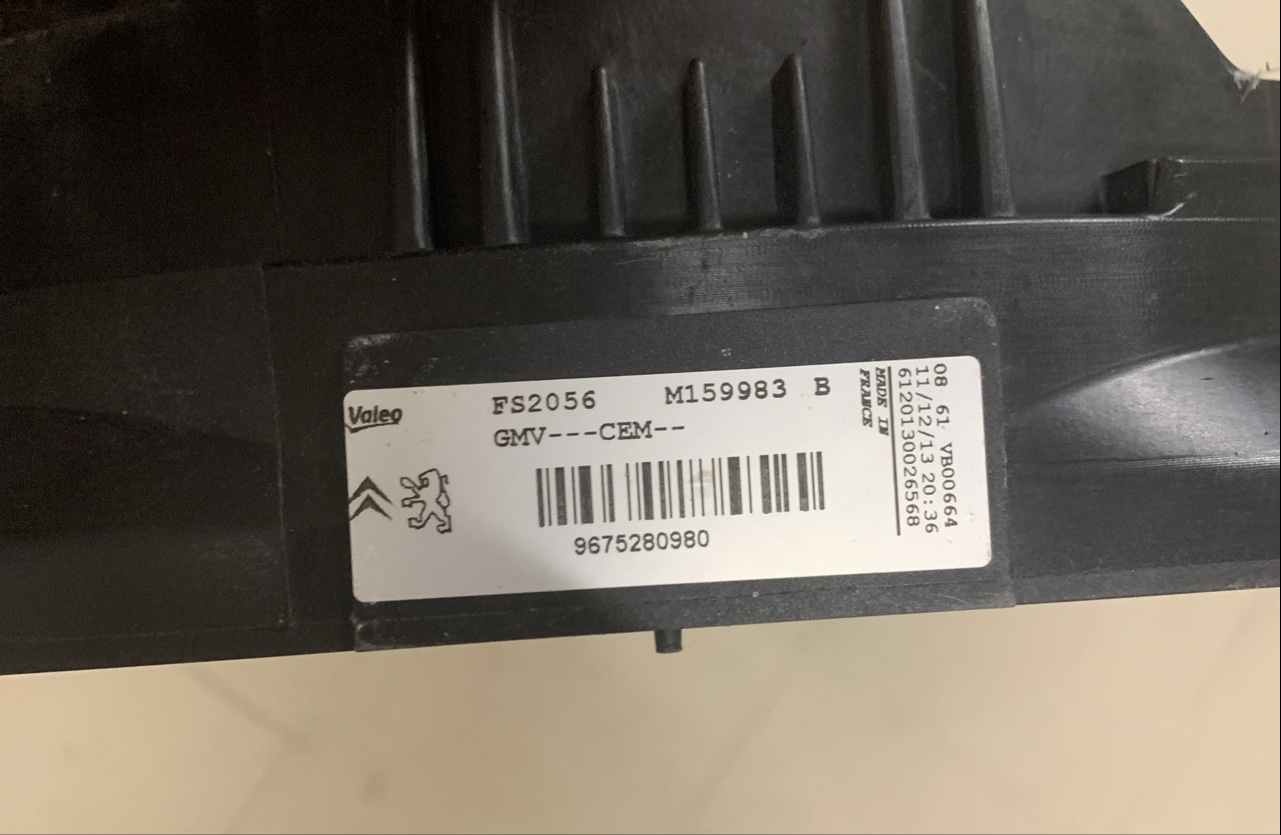 Valeo
FS2056 M159983 B
GMV---CEM--
9675280980
MADE IN
FRANCE
08 61 VB00664
11/12/13 20:36
6120130026568